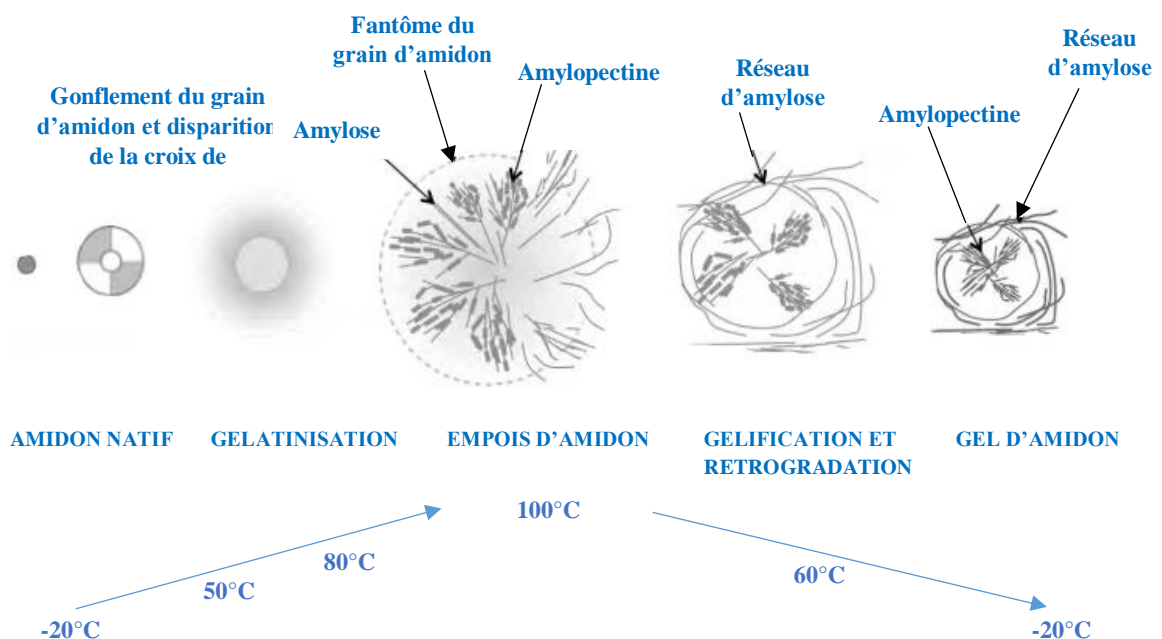 Fantôme du
grain d’amidon
Amylopectine
Gonflement du grain
d’amidon et disparition
de la croix de
Amylose
Réseau
d’amylose
Réseau
d’amylose
Amylopectine
AMIDON NATIF
GELATINISATION
EMPOIS D’AMIDON
GELIFICATION ET
RETROGRADATION
GEL D’AMIDON
100°C
80°C
50°C
-20°C
60°C
-20°C